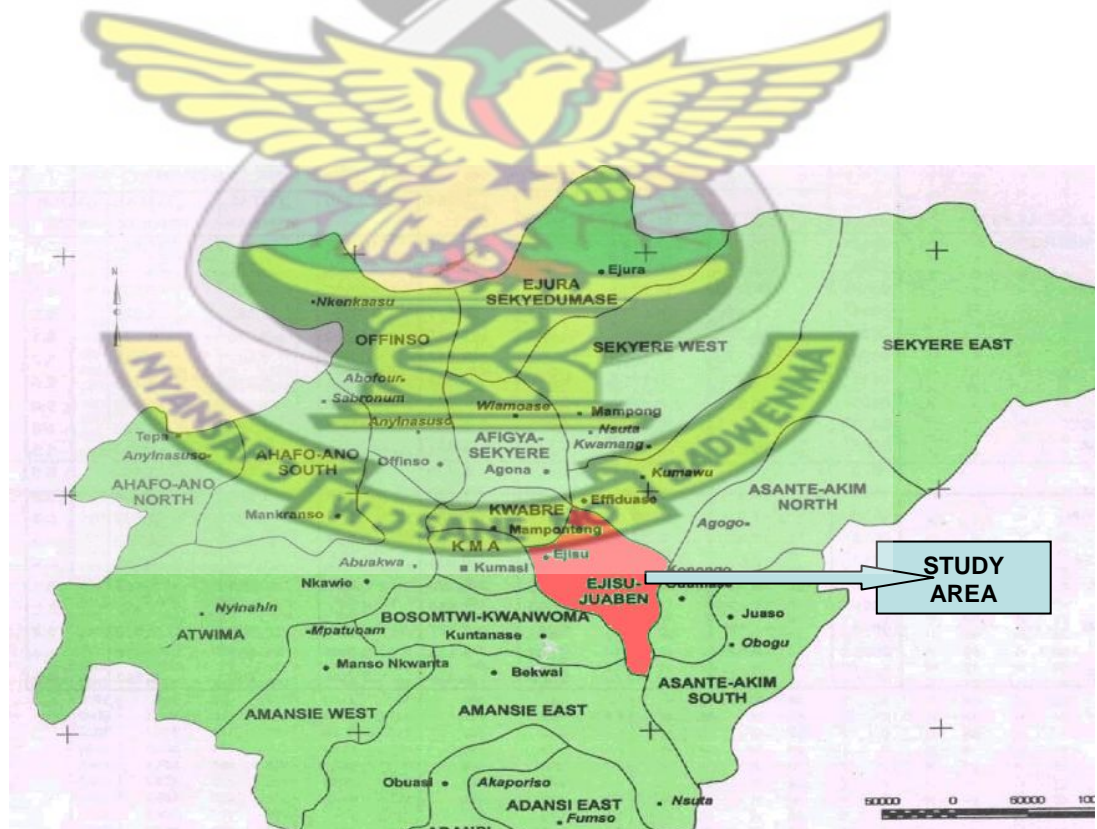 N
Ejura
EJURA
SEKYEDUMASE
Nkenkaasu
OFFINSO
SEKYERE WEST
SEKYERE EAST
Abofour
Sabronum
Wiamoase
Mampong
Anylnasuso
Nsuta
Kwamang
Tepa
Anylnasuso
AHAFO-ANO
SOUTH
Offinso
AFIGYA-
SEKYERE
Agona
Kumawu
AHAFO-ANO
NORTH
ASANTE-AKIM
NORTH
Effiduase
KWABRE
Mankranso
Mamponteng
Agogo
KMA
Ejisu
Abuakwa
Kumasi
Nkawie
EJISU-
JUABEN
STUDY
AREA
Nyinahin
BOSOMTWI-KWANWOMA
Juaso
ATWIMA
Mpatuoam
Kuntanase
Obogu
Manso Nkwanta
Bekwai
ASANTE-AKIM
SOUTH
AMANSIE WEST
AMANSIE EAST
Obuasi
Akaporiso
ADANSI EAST
Nsuta
Fumso
50000 0 50000